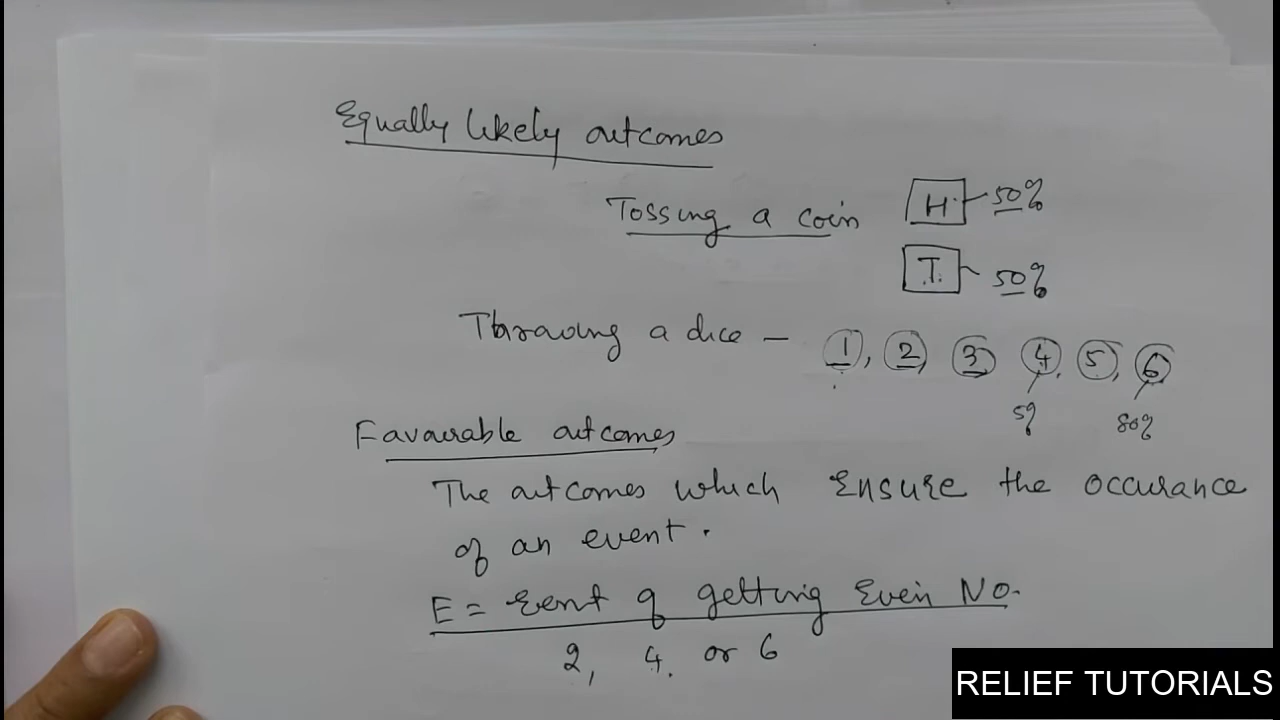 Equally likely outcomes
Tossing a coin H - 50%
T. - 50%
Throwing a dice - 1, 2, 3 4, 5, 6
5% 80%
Favourable outcomes
The outcomes which Ensure the occurance
of an event.
E = Event of getting Even No.
2, 4. or 6
RELIEF TUTORIALS